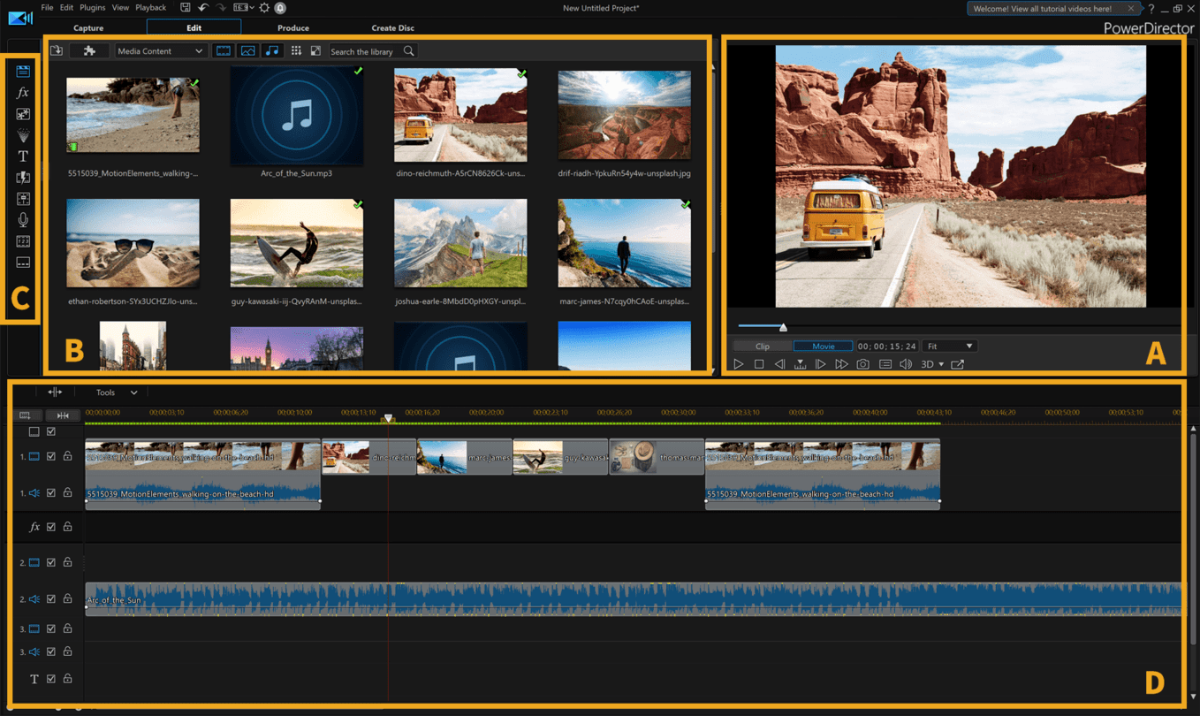 File Edit Plugins View Playback
16:9
New Untitled Project*
Welcome! View all tutorial videos here!
?
Capture Edit Produce Create Disc
PowerDirector
Media Content
Search the library
fx
T
C
5515039_MotionElements_walking-...
Arc_of_the_Sun.mp3
dino-reichmuth-A5rCN8626Ck-uns...
drif-riadh-YpkuRn54y4w-unsplash.jpg
ethan-robertson-SYx3UCHZJIo-uns...
guy-kawasaki-iij-QvyRAnM-unsplas...
joshua-earle-8MbdD0pHXGY-unspl...
marc-james-N7cqy0hCAoE-unsplas...
B
Clip Movie 00; 00; 15; 24 Fit
3D
A
Tools
00;00;00;00 00;00;03;10 00;00;06;20 00;00;10;00 00;00;13;10 00;00;16;20 00;00;20;00 00;00;23;10 00;00;26;20 00;00;30;00 00;00;33;10 00;00;36;20 00;00;40;00 00;00;43;10 00;00;46;20 00;00;50;00 00;00;53;10
1.
5515039_MotionElements_walking-on-the-beach-hd
dino-reichm
marc-james
guy-kawasak
thomas-mar
5515039_MotionElements_walking-on-the-beach-hd
1.
5515039_MotionElements_walking-on-the-beach-hd
5515039_MotionElements_walking-on-the-beach-hd
fx
2.
2.
Arc_of_the_Sun
3.
3.
T
D